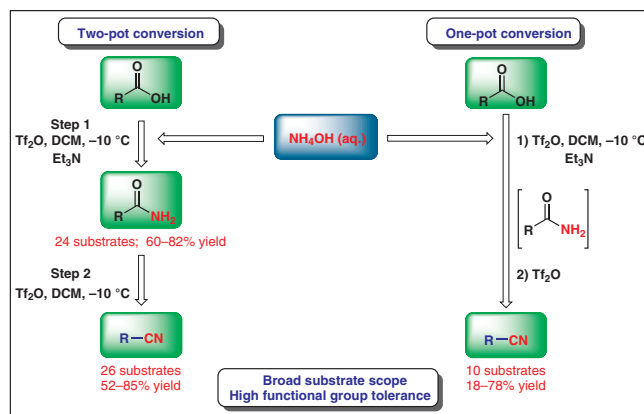 Two-pot conversion
One-pot conversion
O
R
OH
O
R
OH
Step 1
Tf₂O, DCM, –10 °C
Et₃N
NH₄OH (aq.)
1) Tf₂O, DCM, –10 °C
Et₃N
O
R
NH₂
24 substrates; 60–82% yield
O
R
NH₂
Step 2
Tf₂O, DCM, –10 °C
2) Tf₂O
R–CN
26 substrates
52–85% yield
R–CN
10 substrates
18–78% yield
Broad substrate scope
High functional group tolerance